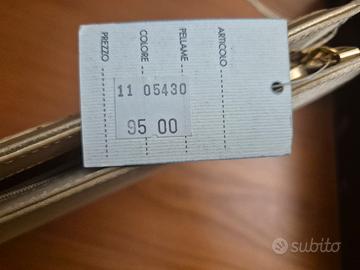 ARTICOLO
PELLAME
COLORE
PREZZO
11 05430
95 00
subito